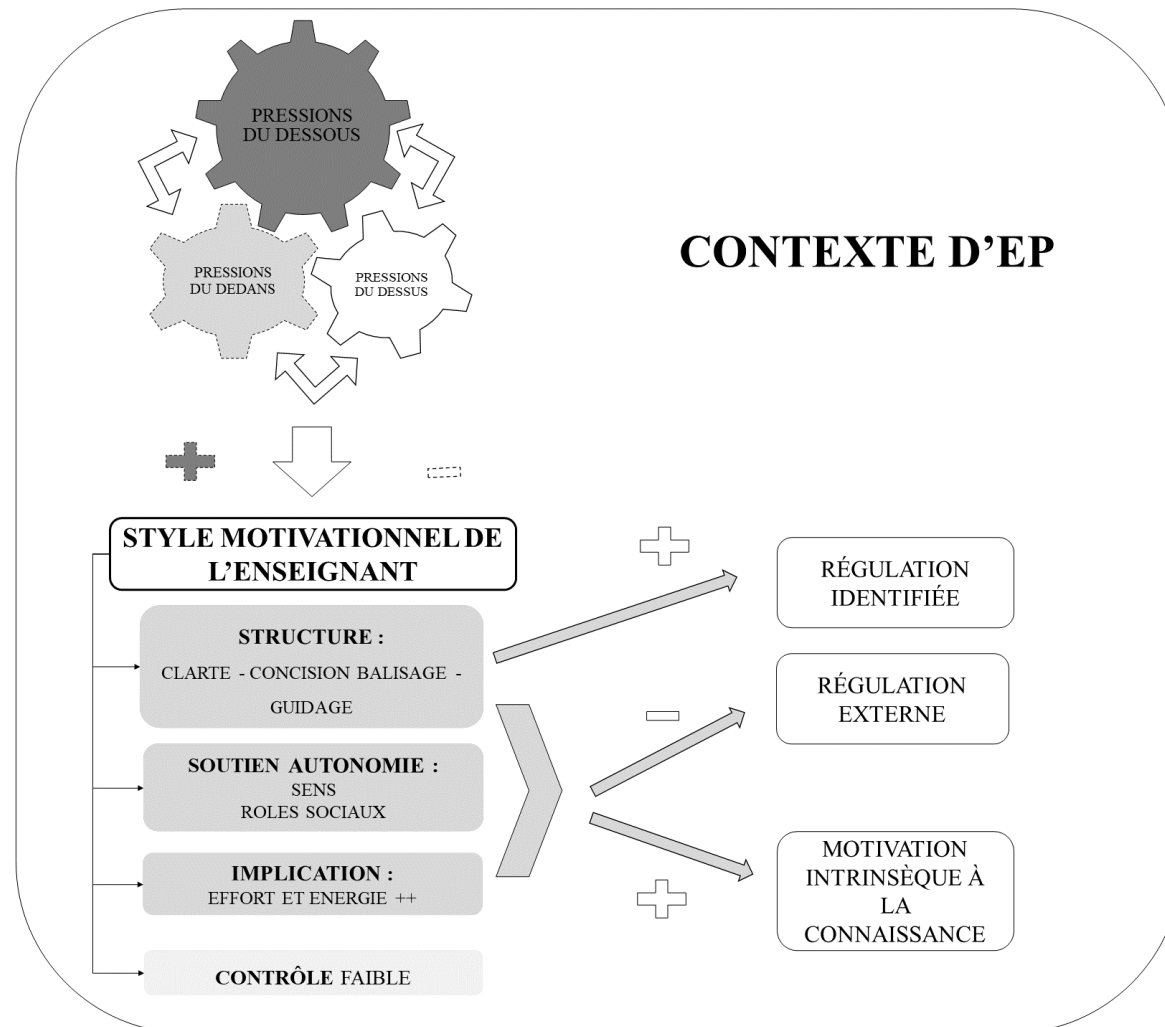 PRESSIONS
DU DESSOUS
PRESSIONS
DU DEDANS
PRESSIONS
DU DESSUS
CONTEXTE D’EP
STYLE MOTIVATIONNEL DE
L’ENSEIGNANT
STRUCTURE :
CLARTE - CONCISION BALISAGE -
GUIDAGE
SOUTIEN AUTONOMIE :
SENS
ROLES SOCIAUX
IMPLICATION :
EFFORT ET ENERGIE ++
CONTRÔLE FAIBLE
RÉGULATION
IDENTIFIÉE
RÉGULATION
EXTERNE
MOTIVATION
INTRINSÈQUE À
LA
CONNAISSANCE